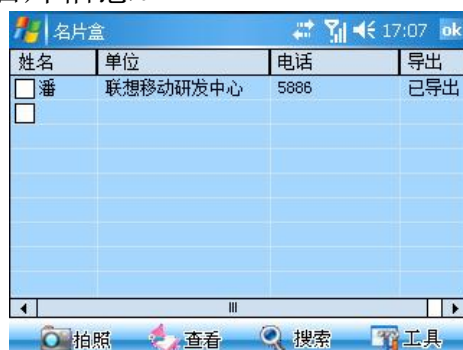 名片盒 17:07 ok
姓名 单位 电话 导出
潘 联想移动研发中心 5886 已导出
拍照 查看 搜索 工具